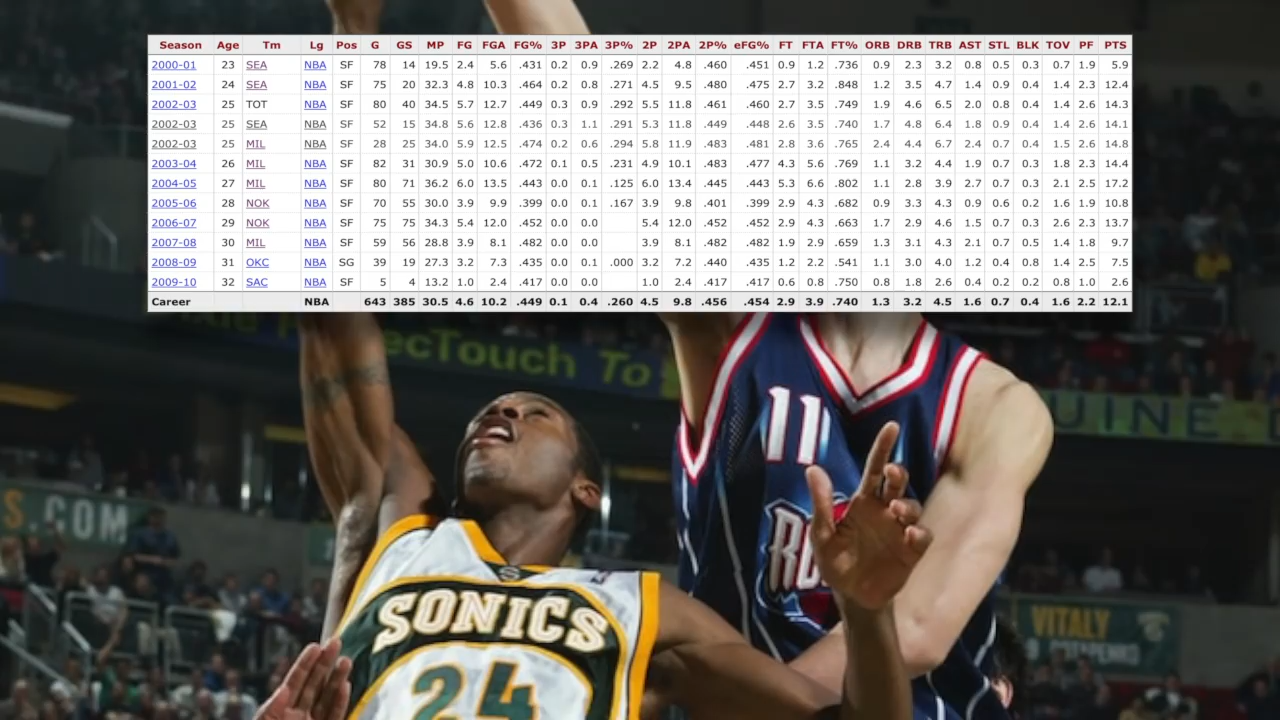 Season Age Tm Lg Pos G GS MP FG FGA FG% 3P 3PA 3P% 2P 2PA 2P% eFG% FT FTA FT% ORB DRB TRB AST STL BLK TOV PF PTS
2000-01 23 SEA NBA SF 78 14 19.5 2.4 5.6 .431 0.2 0.9 .269 2.2 4.8 .460 .451 0.9 1.2 .736 0.9 2.3 3.2 0.8 0.5 0.3 0.7 1.9 5.9
2001-02 24 SEA NBA SF 75 20 32.3 4.8 10.3 .464 0.2 0.8 .271 4.5 9.5 .480 .475 2.7 3.2 .848 1.2 3.5 4.7 1.4 0.9 0.4 1.4 2.3 12.4
2002-03 25 TOT NBA SF 80 40 34.5 5.7 12.7 .449 0.3 0.9 .292 5.5 11.8 .461 .460 2.7 3.5 .749 1.9 4.6 6.5 2.0 0.8 0.4 1.4 2.6 14.3
2002-03 25 SEA NBA SF 52 15 34.8 5.6 12.8 .436 0.3 1.1 .291 5.3 11.8 .449 .448 2.6 3.5 .740 1.7 4.8 6.4 1.8 0.9 0.4 1.4 2.6 14.1
2002-03 25 MIL NBA SF 28 25 34.0 5.9 12.5 .474 0.2 0.6 .294 5.8 11.9 .483 .481 2.8 3.6 .765 2.4 4.4 6.7 2.4 0.7 0.4 1.5 2.6 14.8
2003-04 26 MIL NBA SF 82 31 30.9 5.0 10.6 .472 0.1 0.5 .231 4.9 10.1 .483 .477 4.3 5.6 .759 1.1 3.2 4.4 1.9 0.7 0.3 1.8 2.3 14.4
2004-05 27 MIL NBA SF 80 71 36.2 6.0 13.5 .443 0.0 0.1 .125 6.0 13.4 .445 .443 5.3 6.6 .802 1.1 2.8 3.9 2.7 0.7 0.3 2.1 2.5 17.2
2005-06 28 NOK NBA SF 70 55 30.0 3.9 9.9 .399 0.0 0.1 .167 3.9 9.8 .401 .399 2.9 4.3 .682 0.9 3.3 4.3 0.9 0.6 0.2 1.6 1.9 10.8
2006-07 29 NOK NBA SF 75 75 34.3 5.4 12.0 .452 0.0 0.0 5.4 12.0 .452 .452 2.9 4.3 .663 1.7 2.9 4.6 1.5 0.7 0.3 2.6 2.3 13.7
2007-08 30 MIL NBA SF 59 56 28.8 3.9 8.1 .482 0.0 0.0 3.9 8.1 .482 .482 1.9 2.9 .659 1.3 3.1 4.3 2.1 0.7 0.5 1.4 1.8 9.7
2008-09 31 OKC NBA SG 39 19 27.3 3.2 7.3 .435 0.0 0.1 .000 3.2 7.2 .440 .435 1.2 2.2 .541 1.1 3.0 4.0 1.2 0.4 0.8 1.4 2.5 7.5
2009-10 32 SAC NBA SF 5 4 13.2 1.0 2.4 .417 0.0 0.0 1.0 2.4 .417 .417 0.6 0.8 .750 0.8 1.8 2.6 0.4 0.2 0.2 0.8 1.0 2.6
Career NBA 643 385 30.5 4.6 10.2 .449 0.1 0.4 .260 4.5 9.8 .456 .454 2.9 3.9 .740 1.3 3.2 4.5 1.6 0.7 0.4 1.6 2.2 12.1
ecTouch To
11
UINE
S.COM
SONICS
24
VITALY